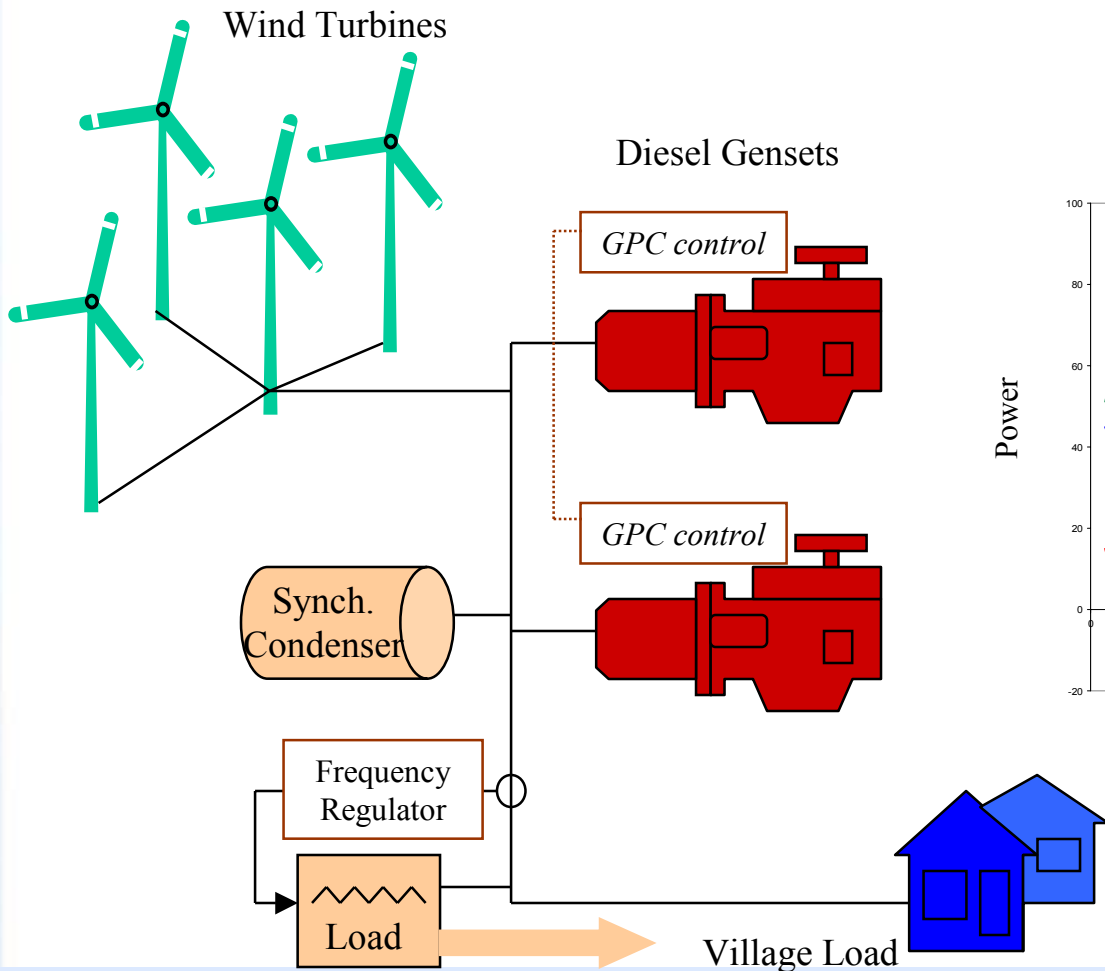 Wind Turbines
Diesel Gensets
GPC control
GPC control
Synch.
Condenser
Frequency
Regulator
Load
Village Load
Power
100
80
60
40
20
0
0
-20